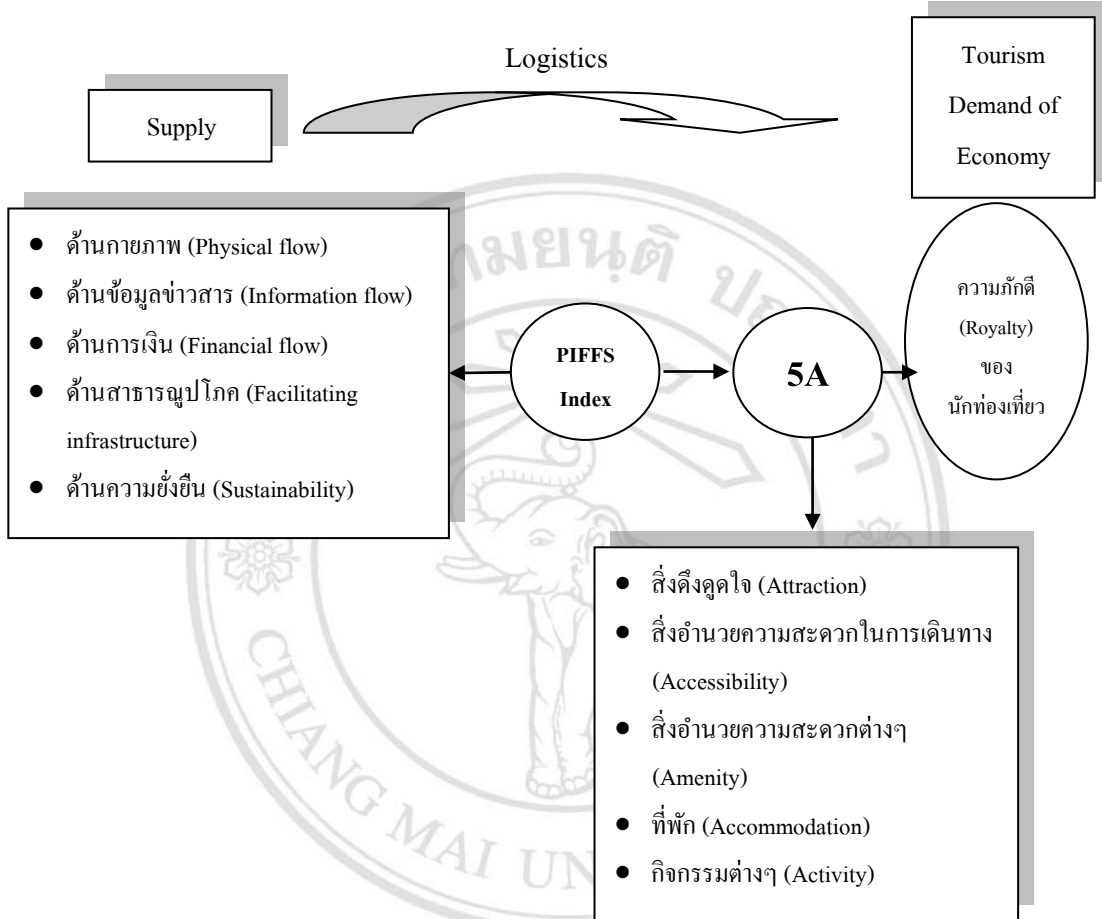 Logistics
Supply
Tourism
Demand of
Economy
● ด้านกายภาพ (Physical flow)
● ด้านข้อมูลข่าวสาร (Information flow)
● ด้านการเงิน (Financial flow)
● ด้านสาธารณูปโภค (Facilitating
infrastructure)
● ด้านความยั่งยืน (Sustainability)
PIFFS
Index
5A
ความภักดี
(Royalty)
ของ
นักท่องเที่ยว
● สิ่งดึงดูดใจ (Attraction)
● สิ่งอำนวยความสะดวกในการเดินทาง
(Accessibility)
● สิ่งอำนวยความสะดวกต่างๆ
(Amenity)
● ที่พัก (Accommodation)
● กิจกรรมต่างๆ (Activity)
CHIANG MAI UN